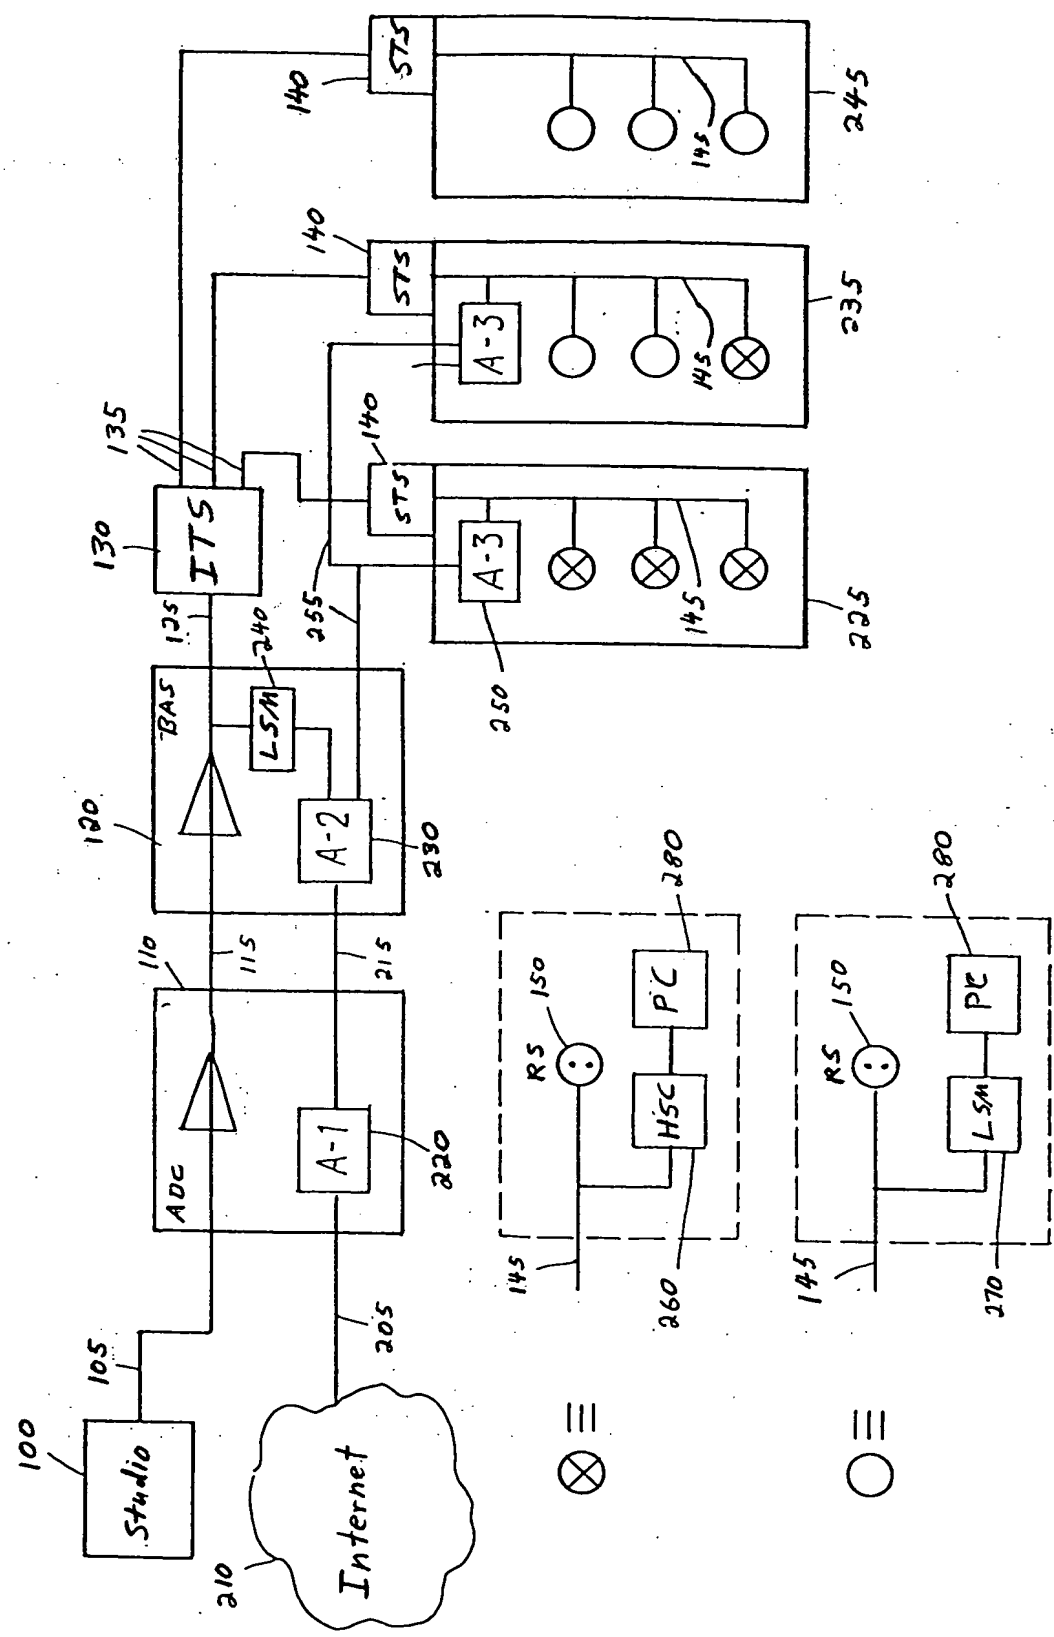 100
Studio
105
210
Internet
205
ADC
110
A-1
220
115
215
120
BAS
LSM
240
A-2
230
125
130
ITS
135
255
140
STS
A-3
250
145
225
140
STS
A-3
145
235
140
STS
145
245
≡
145
RS
150
HSC
260
PC
280
≡
145
RS
150
LSM
270
PC
280